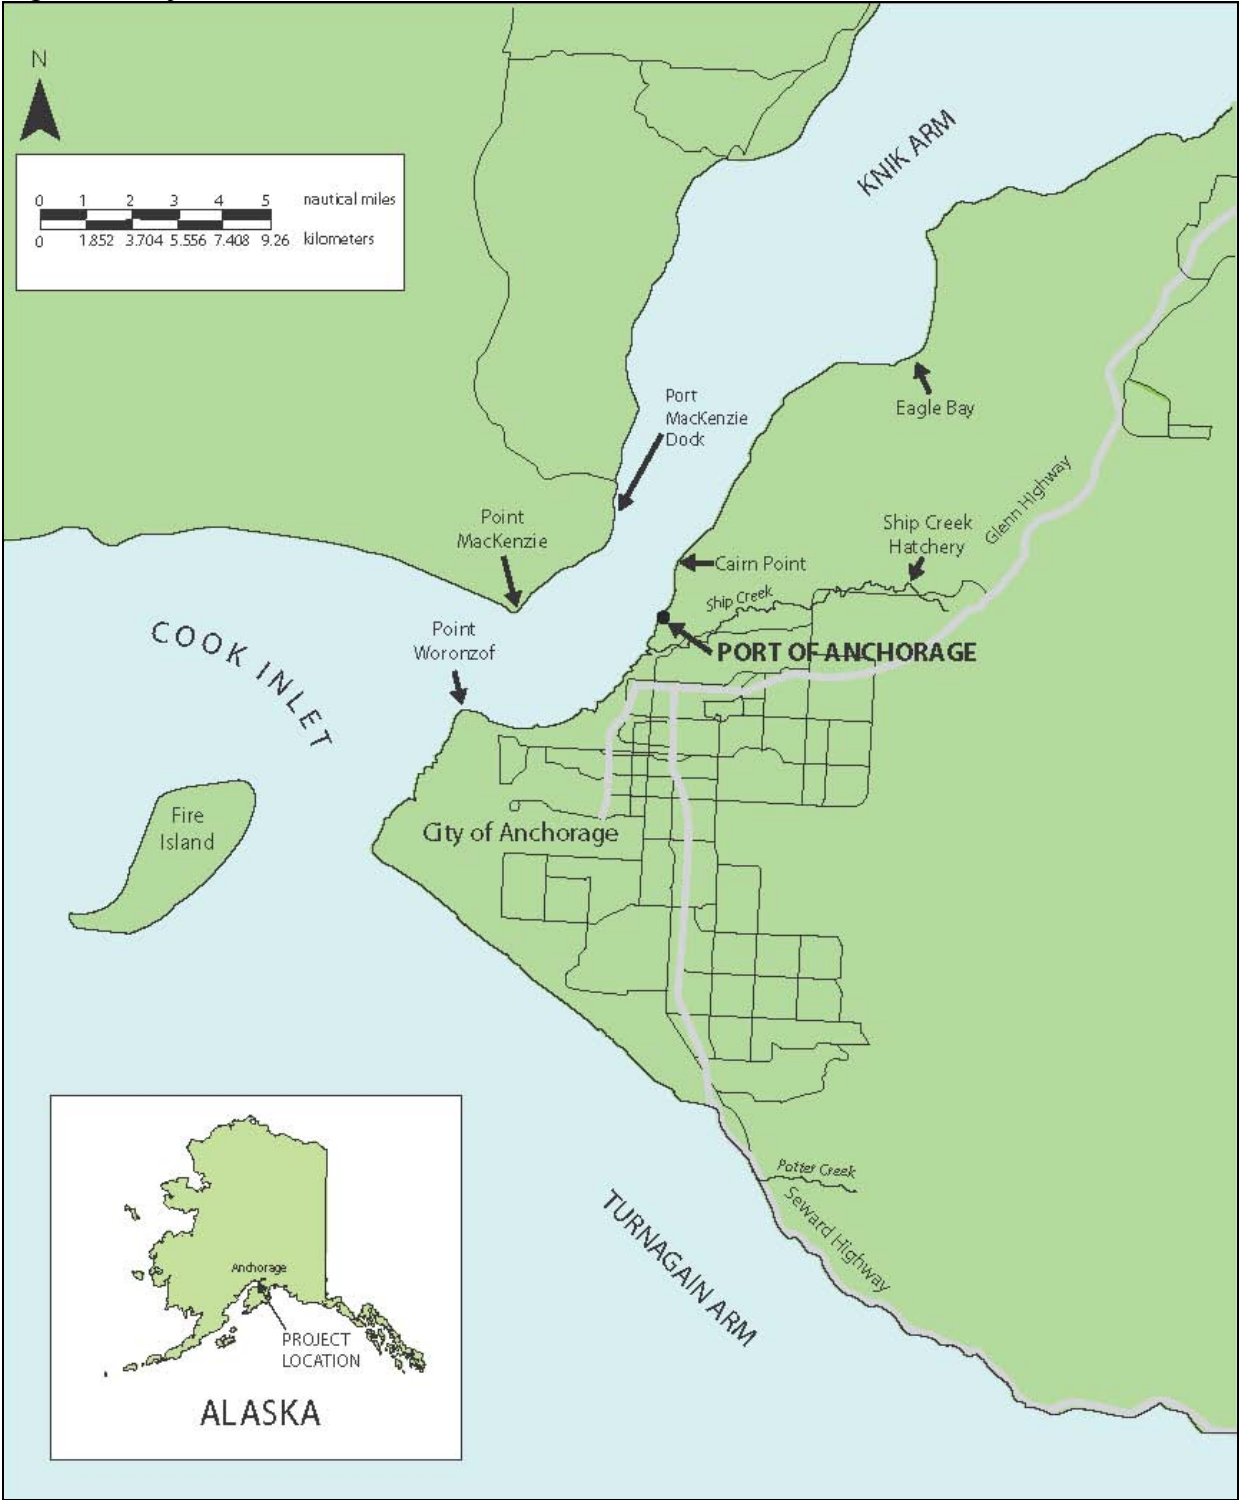 N
KNIK ARM
0 1 2 3 4 5 nautical miles
0 1.852 3.704 5.556 7.408 9.26 kilometers
Port
MacKenzie
Dock
Eagle Bay
Glenn Highway
Point
MacKenzie
Ship Creek
Hatchery
Cairn Point
Ship Creek
COOK INLET
Point
Woronzof
PORT OF ANCHORAGE
Fire
Island
City of Anchorage
Potter Creek
Seward Highway
TURNAGAIN ARM
Anchorage
PROJECT
LOCATION
ALASKA